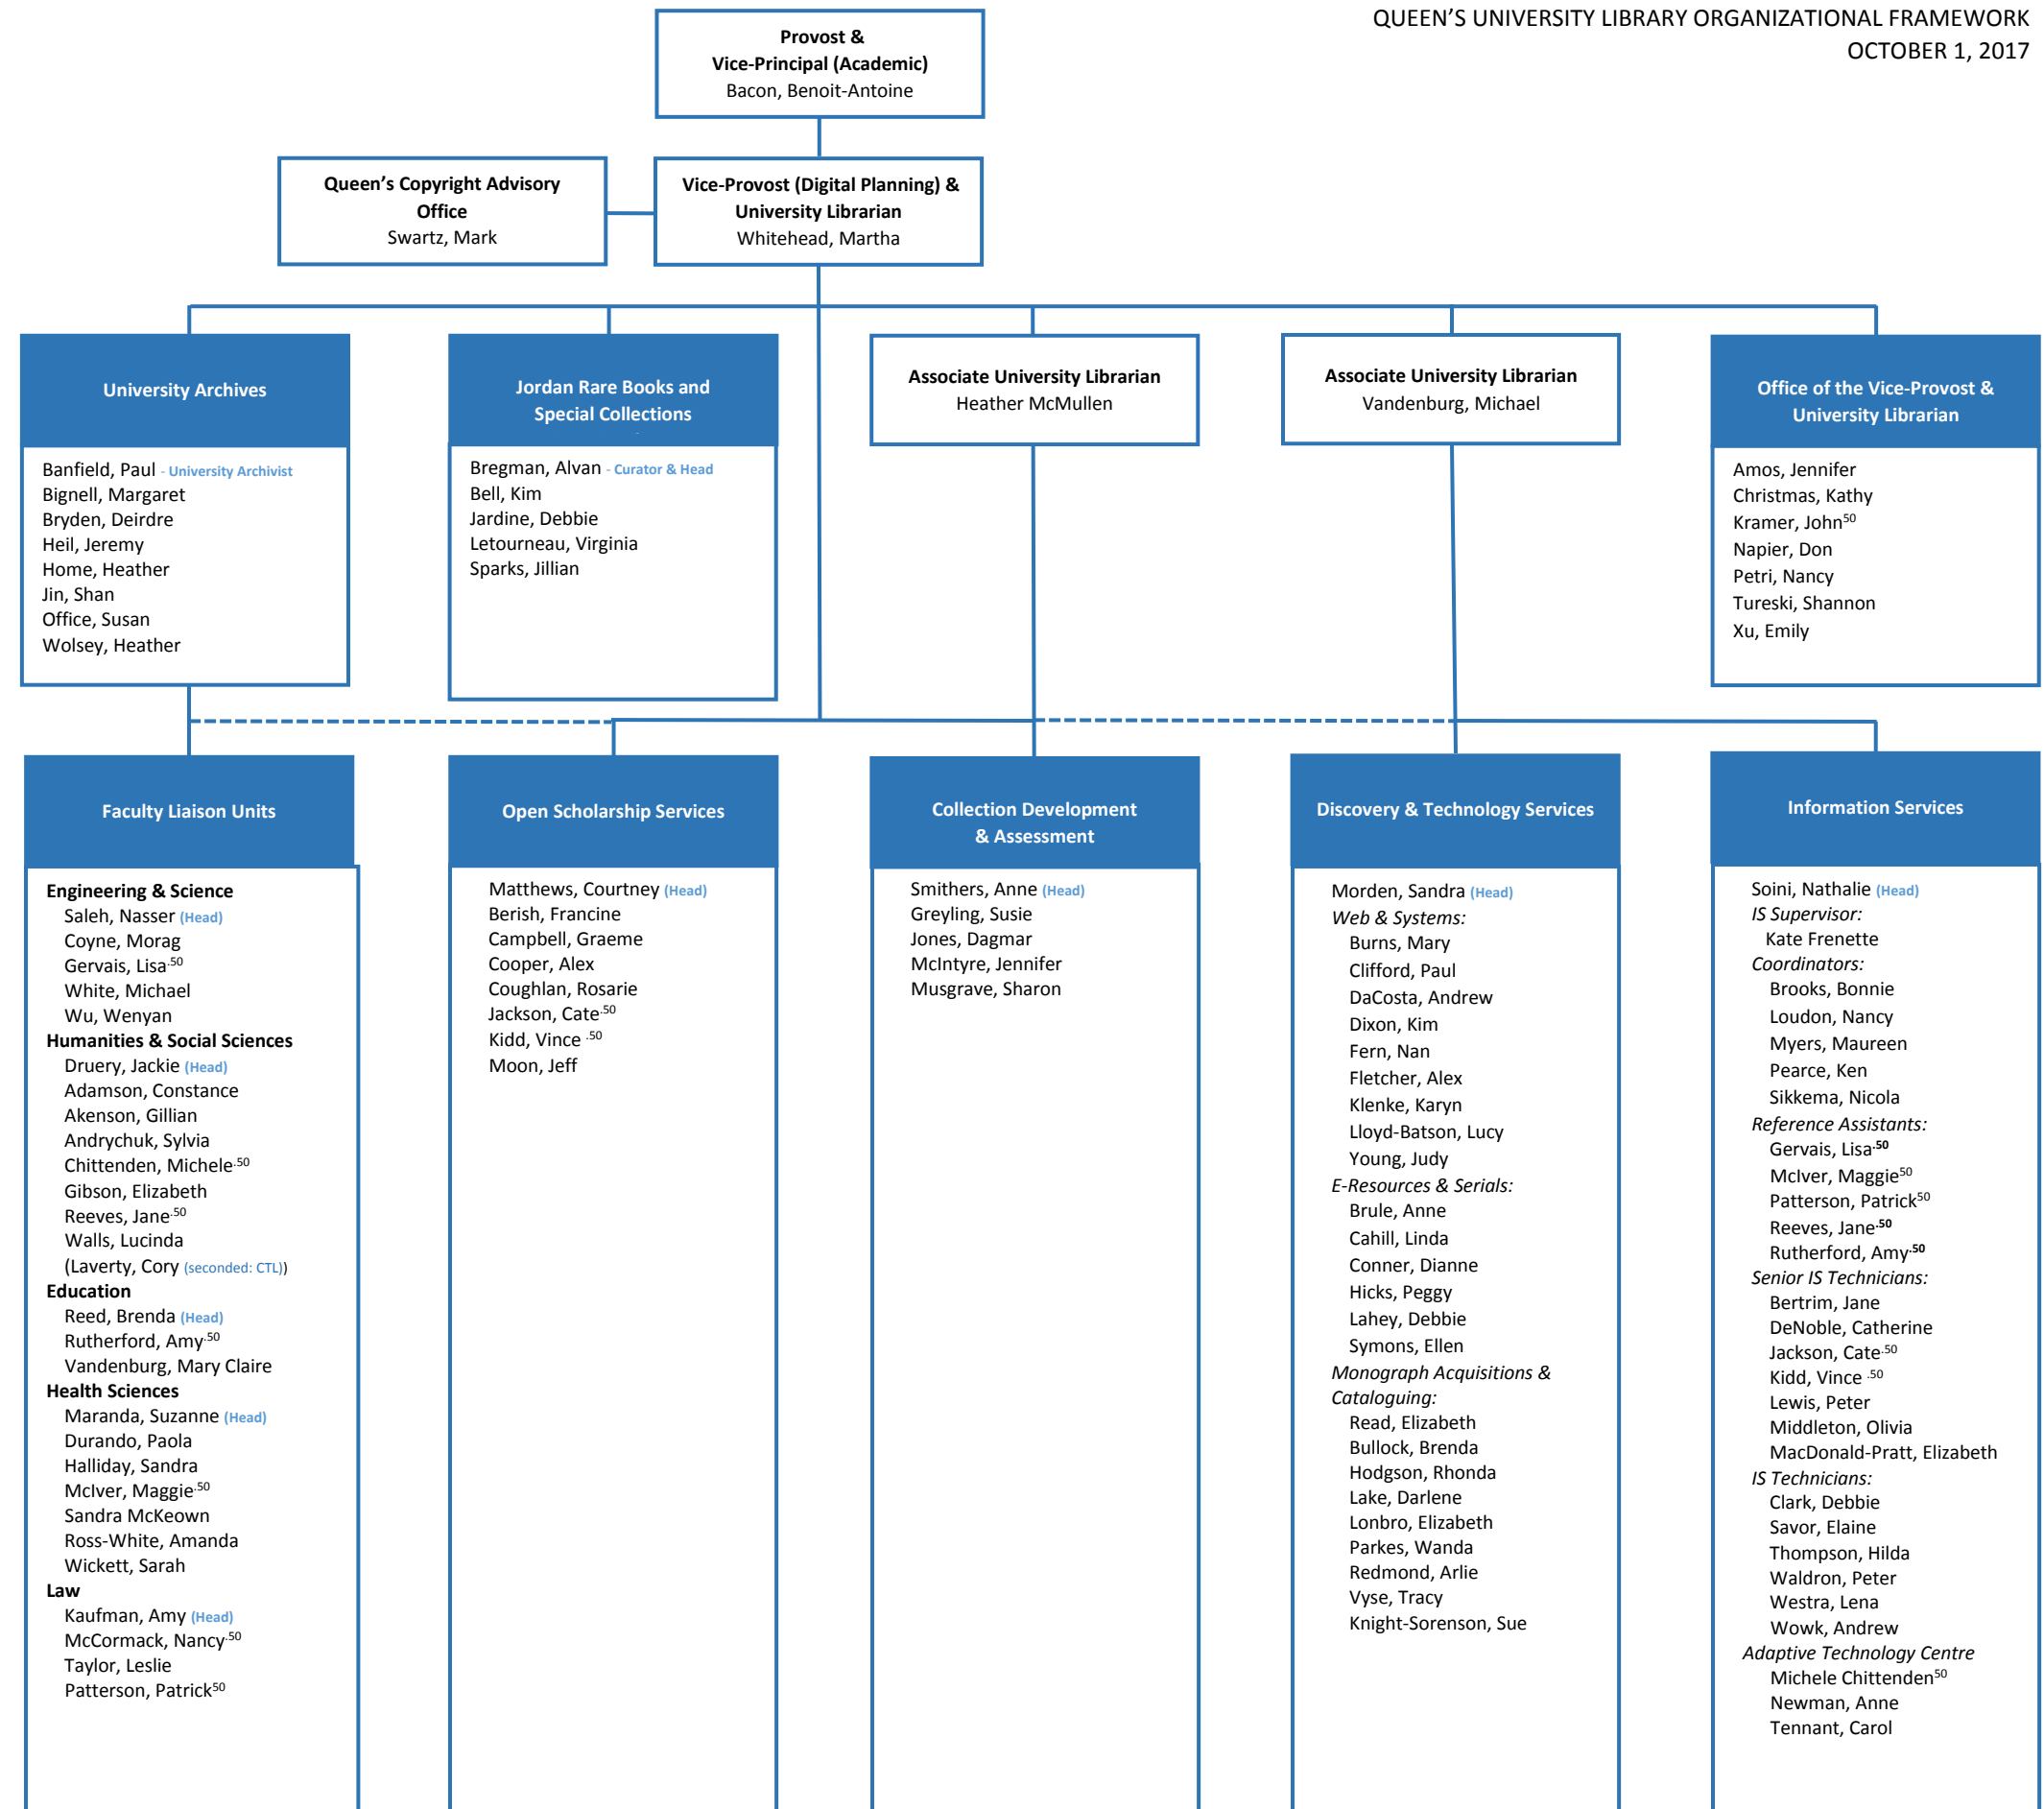 QUEEN'S UNIVERSITY LIBRARY ORGANIZATIONAL FRAMEWORK
OCTOBER 1, 2017
Provost &
Vice-Principal (Academic)
Bacon, Benoit-Antoine
Queen's Copyright Advisory
Office
Swartz, Mark
Vice-Provost (Digital Planning) &
University Librarian
Whitehead, Martha
University Archives
Banfield, Paul - University Archivist
Bignell, Margaret
Bryden, Deirdre
Heil, Jeremy
Home, Heather
Jin, Shan
Office, Susan
Wolsey, Heather
Jordan Rare Books and
Special Collections
Bregman, Alvan - Curator & Head
Bell, Kim
Jardine, Debbie
Letourneau, Virginia
Sparks, Jillian
Associate University Librarian
Heather McMullen
Associate University Librarian
Vandenburg, Michael
Office of the Vice-Provost &
University Librarian
Amos, Jennifer
Christmas, Kathy
Kramer, John50
Napier, Don
Petri, Nancy
Tureski, Shannon
Xu, Emily
Faculty Liaison Units
Engineering & Science
Saleh, Nasser (Head)
Coyne, Morag
Gervais, Lisa.50
White, Michael
Wu, Wenyan
Humanities & Social Sciences
Druery, Jackie (Head)
Adamson, Constance
Akenson, Gillian
Andrychuk, Sylvia
Chittenden, Michele.50
Gibson, Elizabeth
Reeves, Jane.50
Walls, Lucinda
(Laverty, Cory (seconded: CTL))
Education
Reed, Brenda (Head)
Rutherford, Amy.50
Vandenburg, Mary Claire
Health Sciences
Maranda, Suzanne (Head)
Durando, Paola
Halliday, Sandra
McIver, Maggie.50
Sandra McKeown
Ross-White, Amanda
Wickett, Sarah
Law
Kaufman, Amy (Head)
McCormack, Nancy.50
Taylor, Leslie
Patterson, Patrick50
Open Scholarship Services
Matthews, Courtney (Head)
Berish, Francine
Campbell, Graeme
Cooper, Alex
Coughlan, Rosarie
Jackson, Cate.50
Kidd, Vince .50
Moon, Jeff
Collection Development
& Assessment
Smithers, Anne (Head)
Greyling, Susie
Jones, Dagmar
McIntyre, Jennifer
Musgrave, Sharon
Discovery & Technology Services
Morden, Sandra (Head)
Web & Systems:
Burns, Mary
Clifford, Paul
DaCosta, Andrew
Dixon, Kim
Fern, Nan
Fletcher, Alex
Klenke, Karyn
Lloyd-Batson, Lucy
Young, Judy
E-Resources & Serials:
Brule, Anne
Cahill, Linda
Conner, Dianne
Hicks, Peggy
Lahey, Debbie
Symons, Ellen
Monograph Acquisitions &
Cataloguing:
Read, Elizabeth
Bullock, Brenda
Hodgson, Rhonda
Lake, Darlene
Lonbro, Elizabeth
Parkes, Wanda
Redmond, Arlie
Vyse, Tracy
Knight-Sorenson, Sue
Information Services
Soini, Nathalie (Head)
IS Supervisor:
Kate Frenette
Coordinators:
Brooks, Bonnie
Loudon, Nancy
Myers, Maureen
Pearce, Ken
Sikkema, Nicola
Reference Assistants:
Gervais, Lisa.50
McIver, Maggie50
Patterson, Patrick50
Reeves, Jane.50
Rutherford, Amy.50
Senior IS Technicians:
Bertrim, Jane
DeNoble, Catherine
Jackson, Cate.50
Kidd, Vince .50
Lewis, Peter
Middleton, Olivia
MacDonald-Pratt, Elizabeth
IS Technicians:
Clark, Debbie
Savor, Elaine
Thompson, Hilda
Waldron, Peter
Westra, Lena
Wowk, Andrew
Adaptive Technology Centre
Michele Chittenden50
Newman, Anne
Tennant, Carol